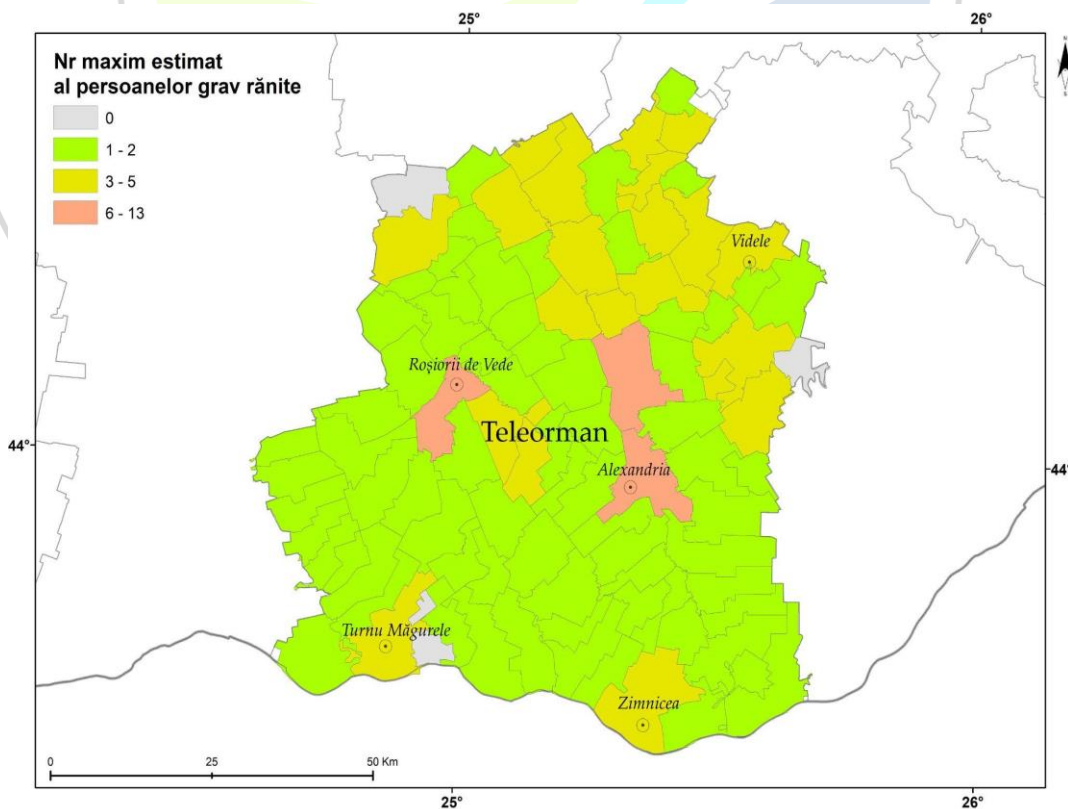 25°
26°
Nr maxim estimat
al persoanelor grav rănite
0
1 - 2
3 - 5
6 - 13
N
Videle
Roșiorii de Vede
Teleorman
44°
44°
Alexandria
Turnu Măgurele
Zimnicea
0
25
50 Km
25°
26°